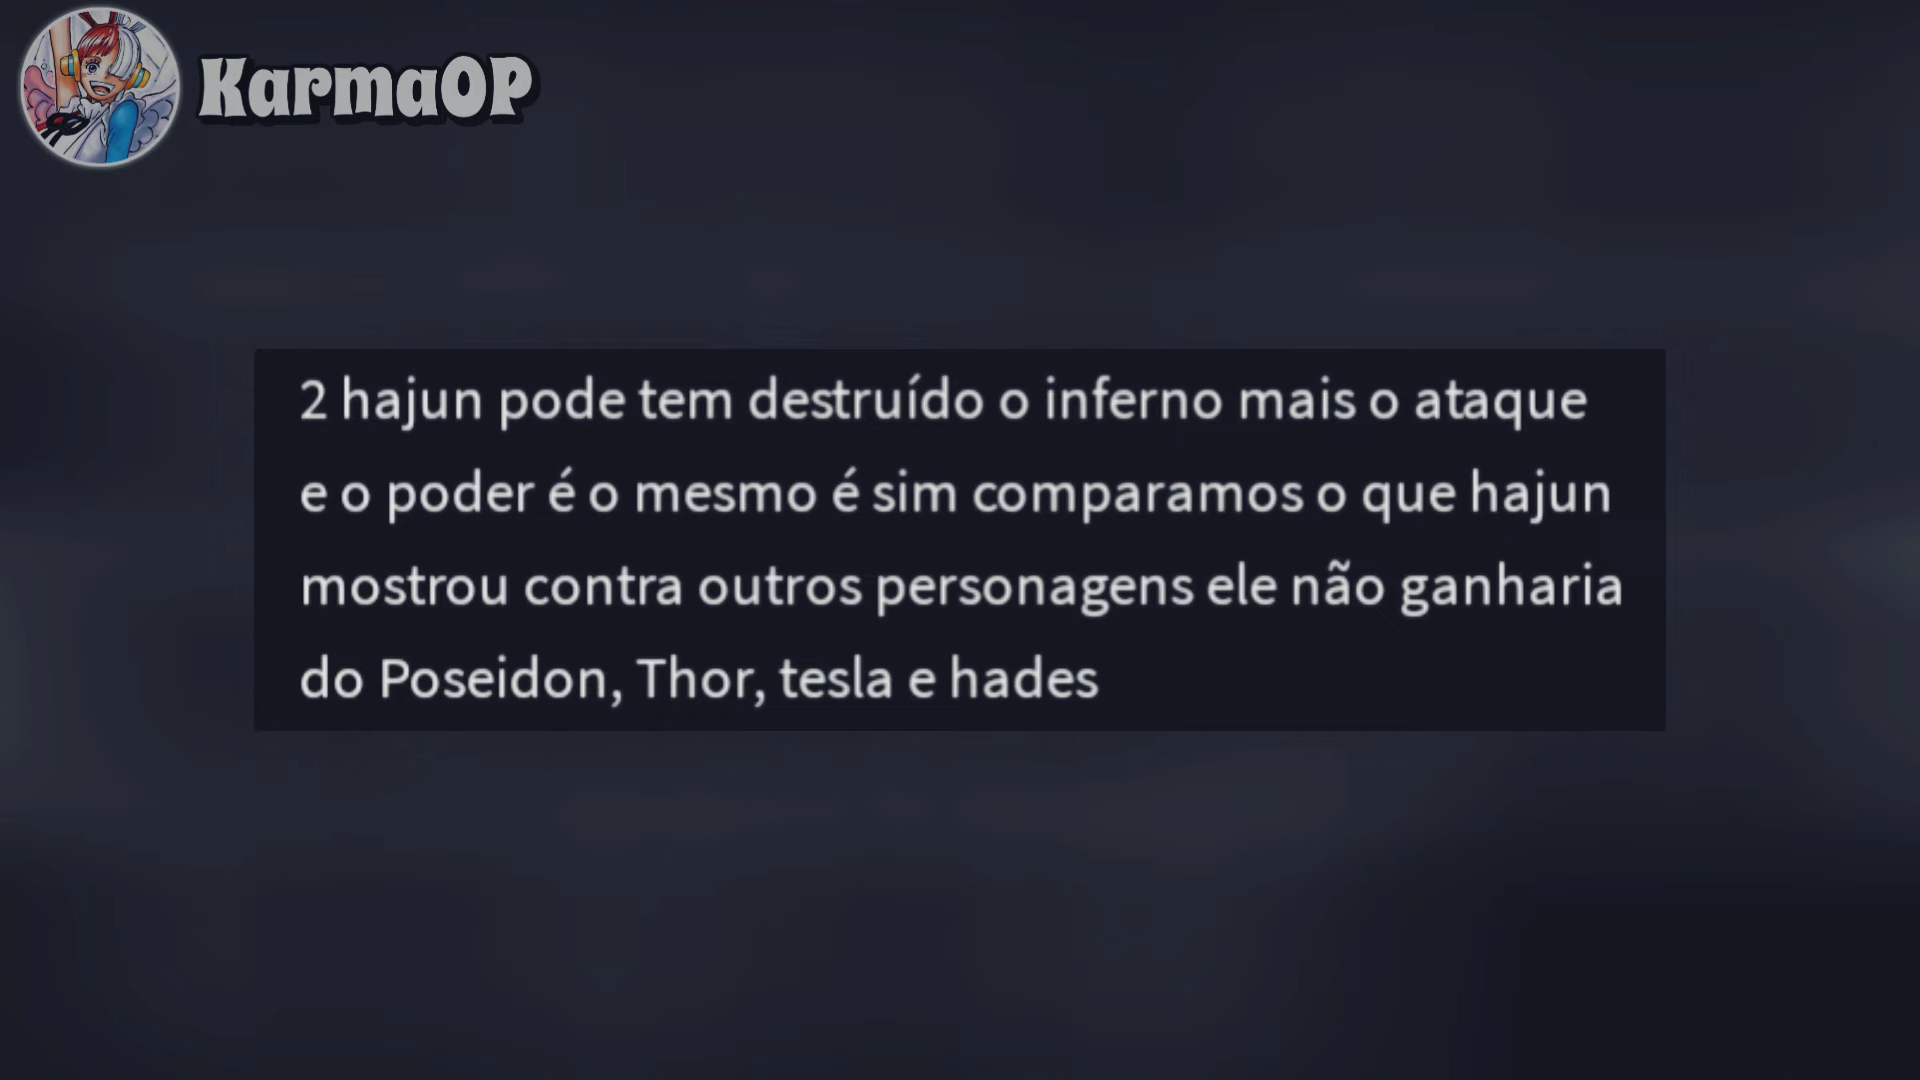 KarmaOP
2 hajun pode tem destruído o inferno mais o ataque
e o poder é o mesmo é sim comparamos o que hajun
mostrou contra outros personagens ele não ganharia
do Poseidon, Thor, tesla e hades